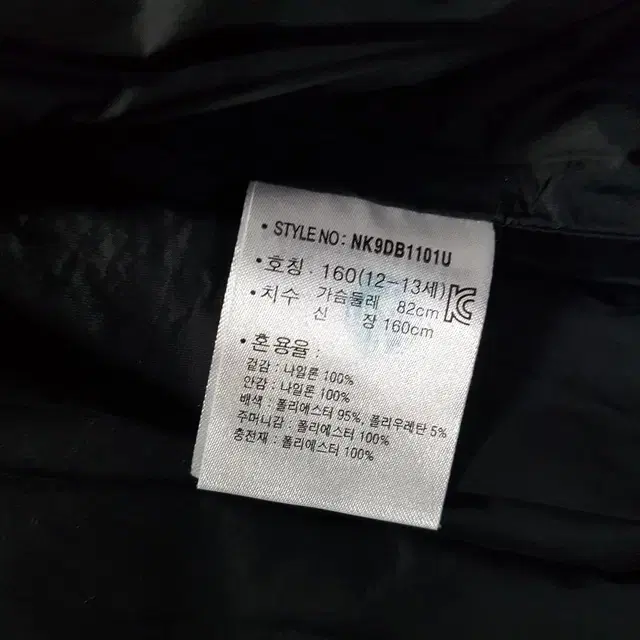 • STYLE NO : NK9DB1101U
• 호칭 : 160(12-13세)
• 치수 가슴둘레 82cm
신 장 160cm
• 혼용율 :
겉감 : 나일론 100%
안감 : 나일론 100%
배색 : 폴리에스터 95%, 폴리우레탄 5%
주머니감 : 폴리에스터 100%
충전재 : 폴리에스터 100%